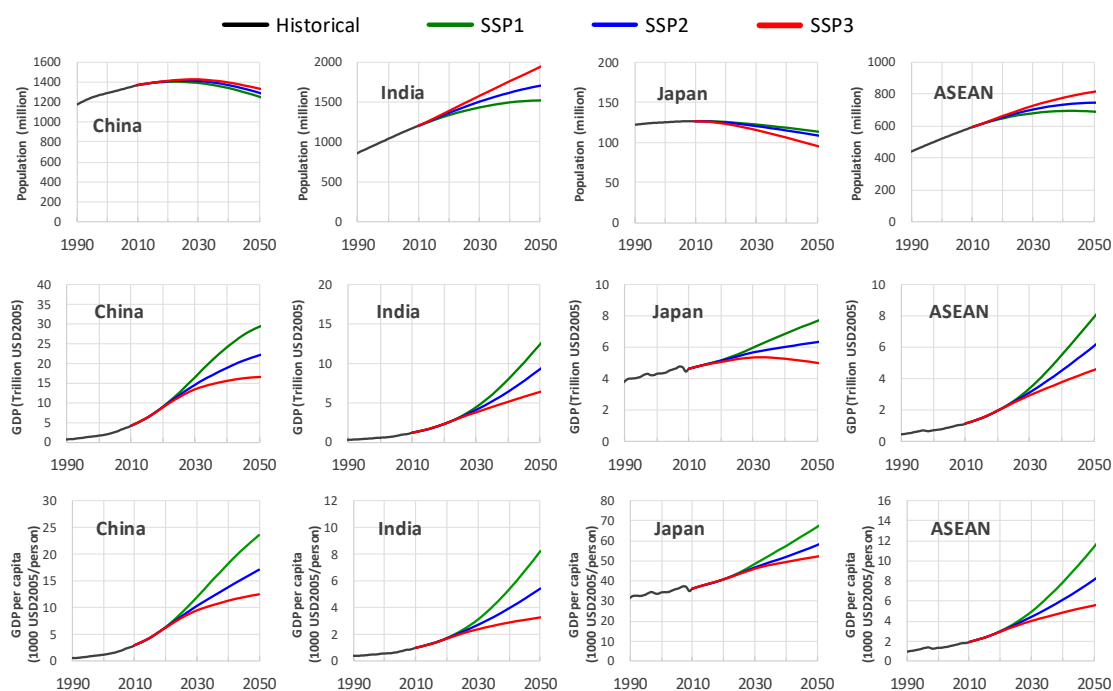 Historical SSP1 SSP2 SSP3
Population (million)
1600
1400
1200
1000
800
600
400
200
0
China
1990 2010 2030 2050
Population (million)
2000
1500
1000
500
0
India
1990 2010 2030 2050
Population (million)
200
150
100
50
0
Japan
1990 2010 2030 2050
Population (million)
1000
800
600
400
200
0
ASEAN
1990 2010 2030 2050
GDP (Trillion USD2005)
40
35
30
25
20
15
10
5
0
China
1990 2010 2030 2050
GDP (Trillion USD2005)
20
15
10
5
0
India
1990 2010 2030 2050
GDP (Trillion USD2005)
10
8
6
4
2
0
Japan
1990 2010 2030 2050
GDP (Trillion USD2005)
10
8
6
4
2
0
ASEAN
1990 2010 2030 2050
GDP per capita
(1000 USD2005/person)
30
25
20
15
10
5
0
China
1990 2010 2030 2050
GDP per capita
(1000 USD2005/person)
12
10
8
6
4
2
0
India
1990 2010 2030 2050
GDP per capita
(1000 USD2005/person)
80
70
60
50
40
30
20
10
0
Japan
1990 2010 2030 2050
GDP per capita
(1000 USD2005/person)
16
14
12
10
8
6
4
2
0
ASEAN
1990 2010 2030 2050